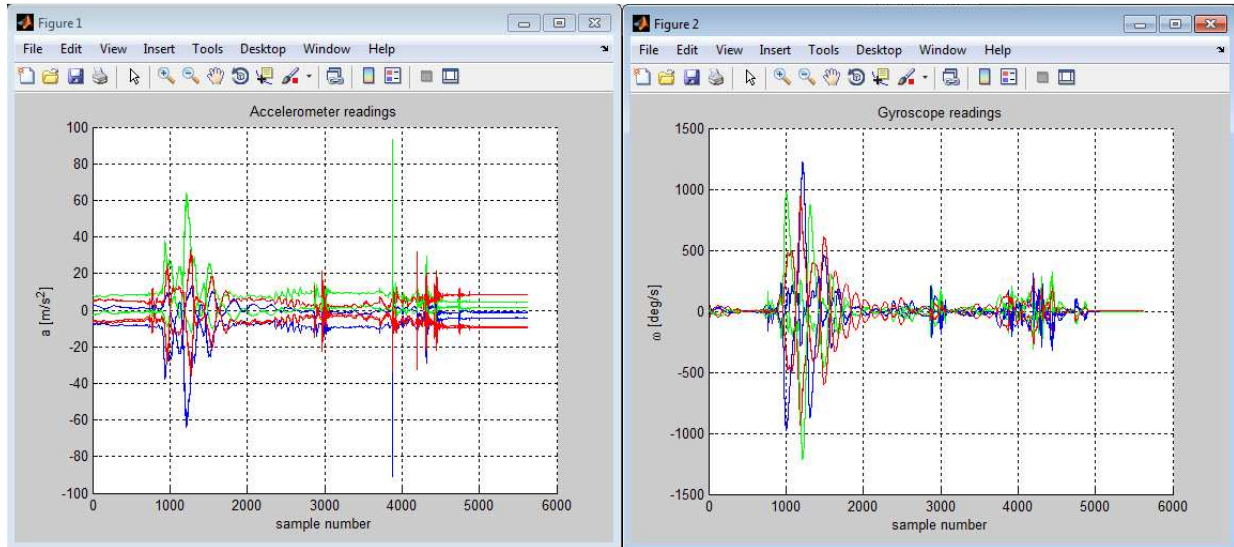 Figure 1
File Edit View Insert Tools Desktop Window Help
Accelerometer readings
100
80
60
40
20
0
-20
-40
-60
-80
-100
a [m/s²]
0 1000 2000 3000 4000 5000 6000
sample number
Figure 2
File Edit View Insert Tools Desktop Window Help
Gyroscope readings
1500
1000
500
0
-500
-1000
-1500
ω [deg/s]
0 1000 2000 3000 4000 5000 6000
sample number